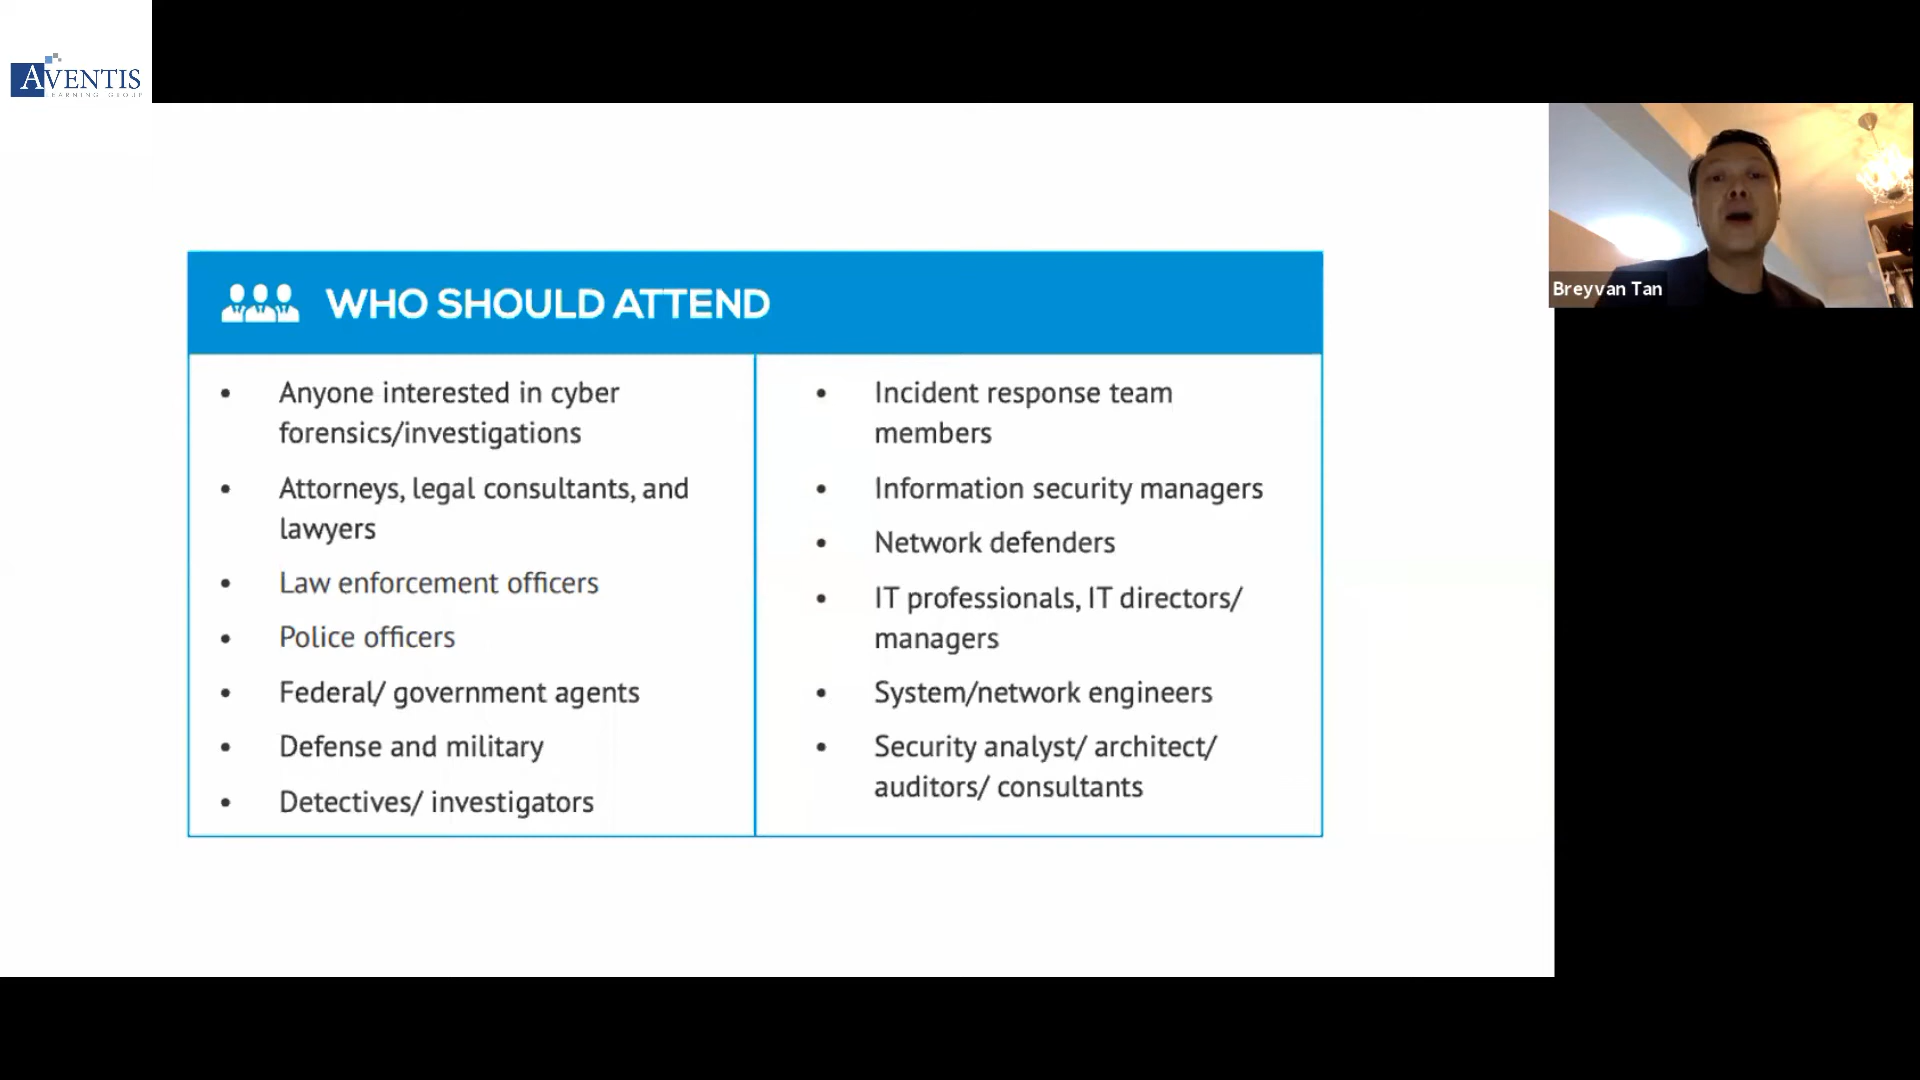 AVENTIS
LEARNING GROUP
WHO SHOULD ATTEND
• Anyone interested in cyber
forensics/investigations
• Attorneys, legal consultants, and
lawyers
• Law enforcement officers
• Police officers
• Federal/ government agents
• Defense and military
• Detectives/ investigators
• Incident response team
members
• Information security managers
• Network defenders
• IT professionals, IT directors/
managers
• System/network engineers
• Security analyst/ architect/
auditors/ consultants
Breyvan Tan